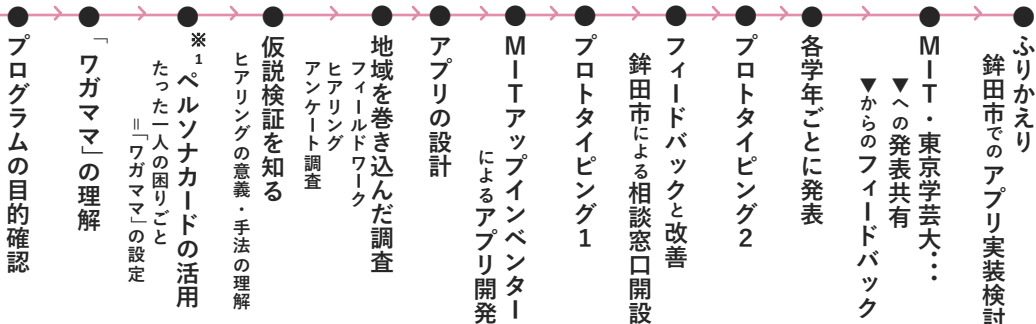 プログラムの目的確認
「ワガママ」の理解
※1ペルソナカードの活用
たった一人の困りごと
=「ワガママ」の設定
仮説検証を知る
ヒアリングの意義・手法の理解
地域を巻き込んだ調査
フィールドワーク
ヒアリング
アンケート調査
アプリの設計
MITアップインベンター
によるアプリ開発
プロトタイピング1
フィードバックと改善
鉾田市による相談窓口開設
プロトタイピング2
各学年ごとに発表
MIT・東京学芸大･･･
▼への発表共有
▼からのフィードバック
ふりかえり
鉾田市でのアプリ実装検討